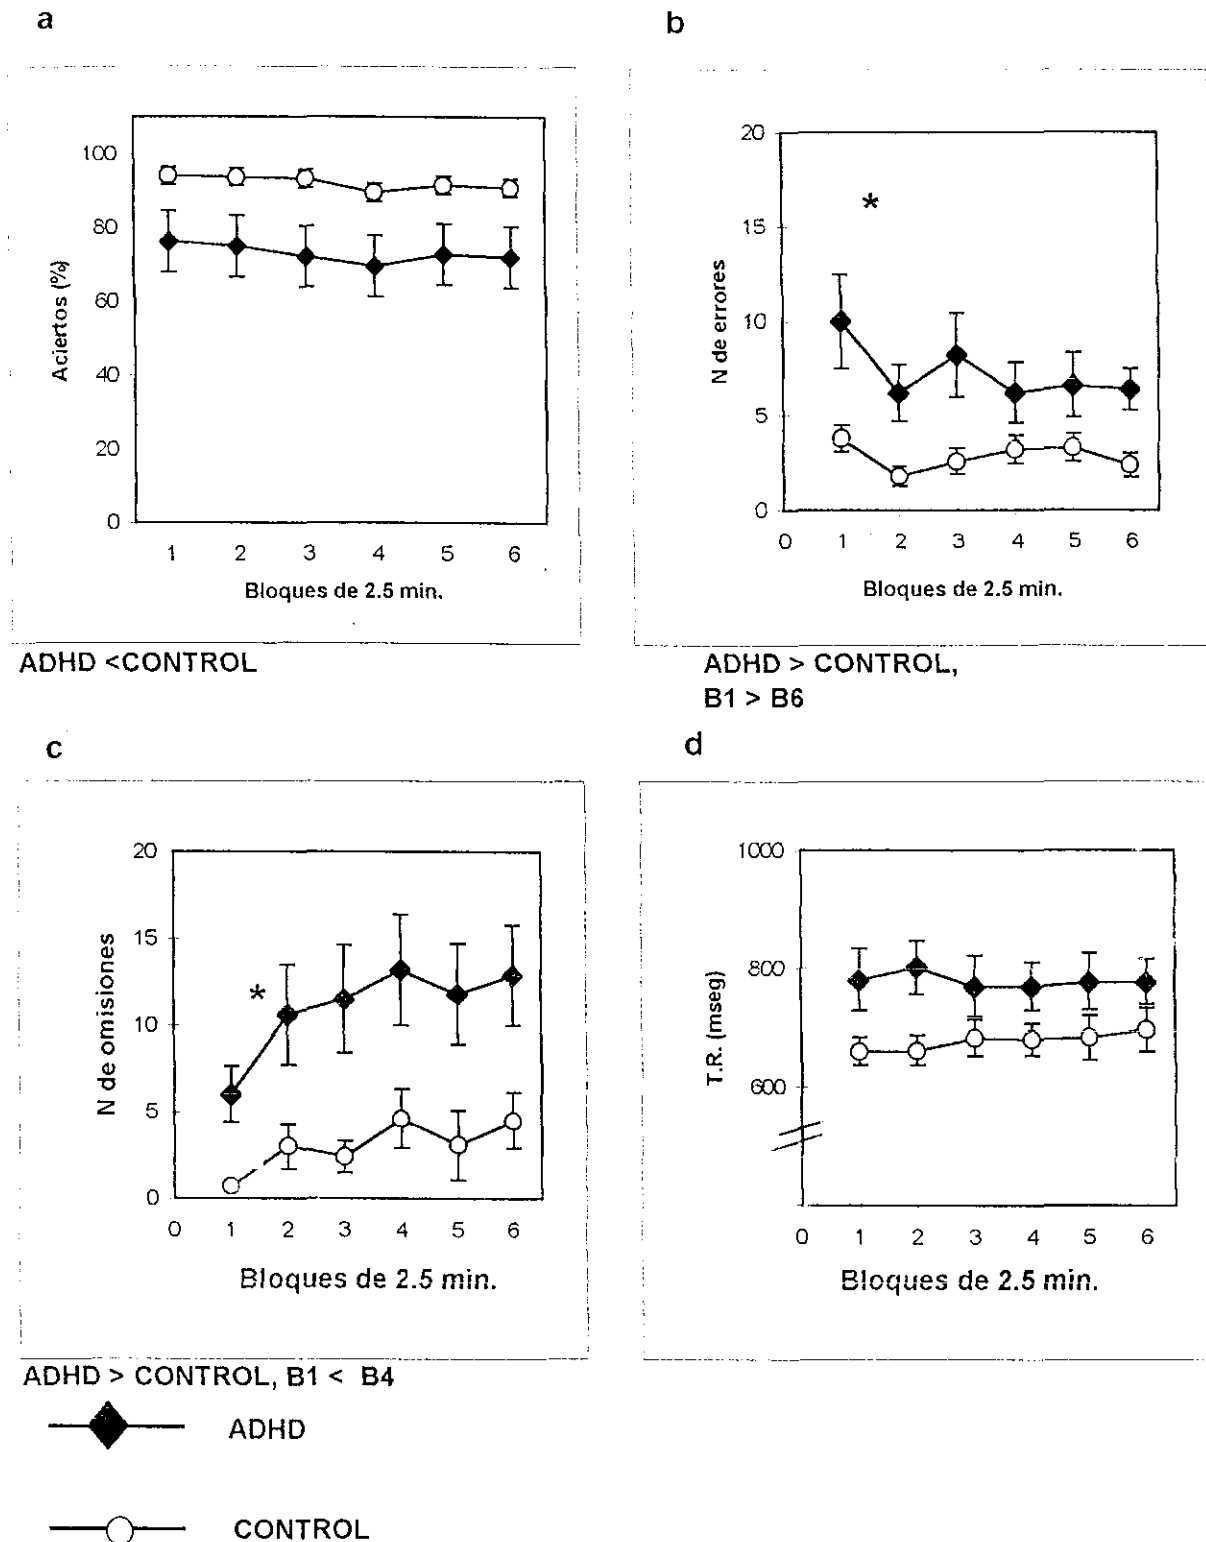 a
100
80
60
40
20
0
Aciertos (%)
1 2 3 4 5 6
Bloques de 2.5 min.
ADHD <CONTROL
b
20
15
10
5
0
N de errores
*
0 1 2 3 4 5 6
Bloques de 2.5 min.
ADHD > CONTROL,
B1 > B6
c
20
15
10
5
0
N de omisiones
*
0 1 2 3 4 5 6
Bloques de 2.5 min.
ADHD > CONTROL, B1 < B4
d
1000
800
600
T.R. (mseg)
0 1 2 3 4 5 6
Bloques de 2.5 min.
ADHD
CONTROL